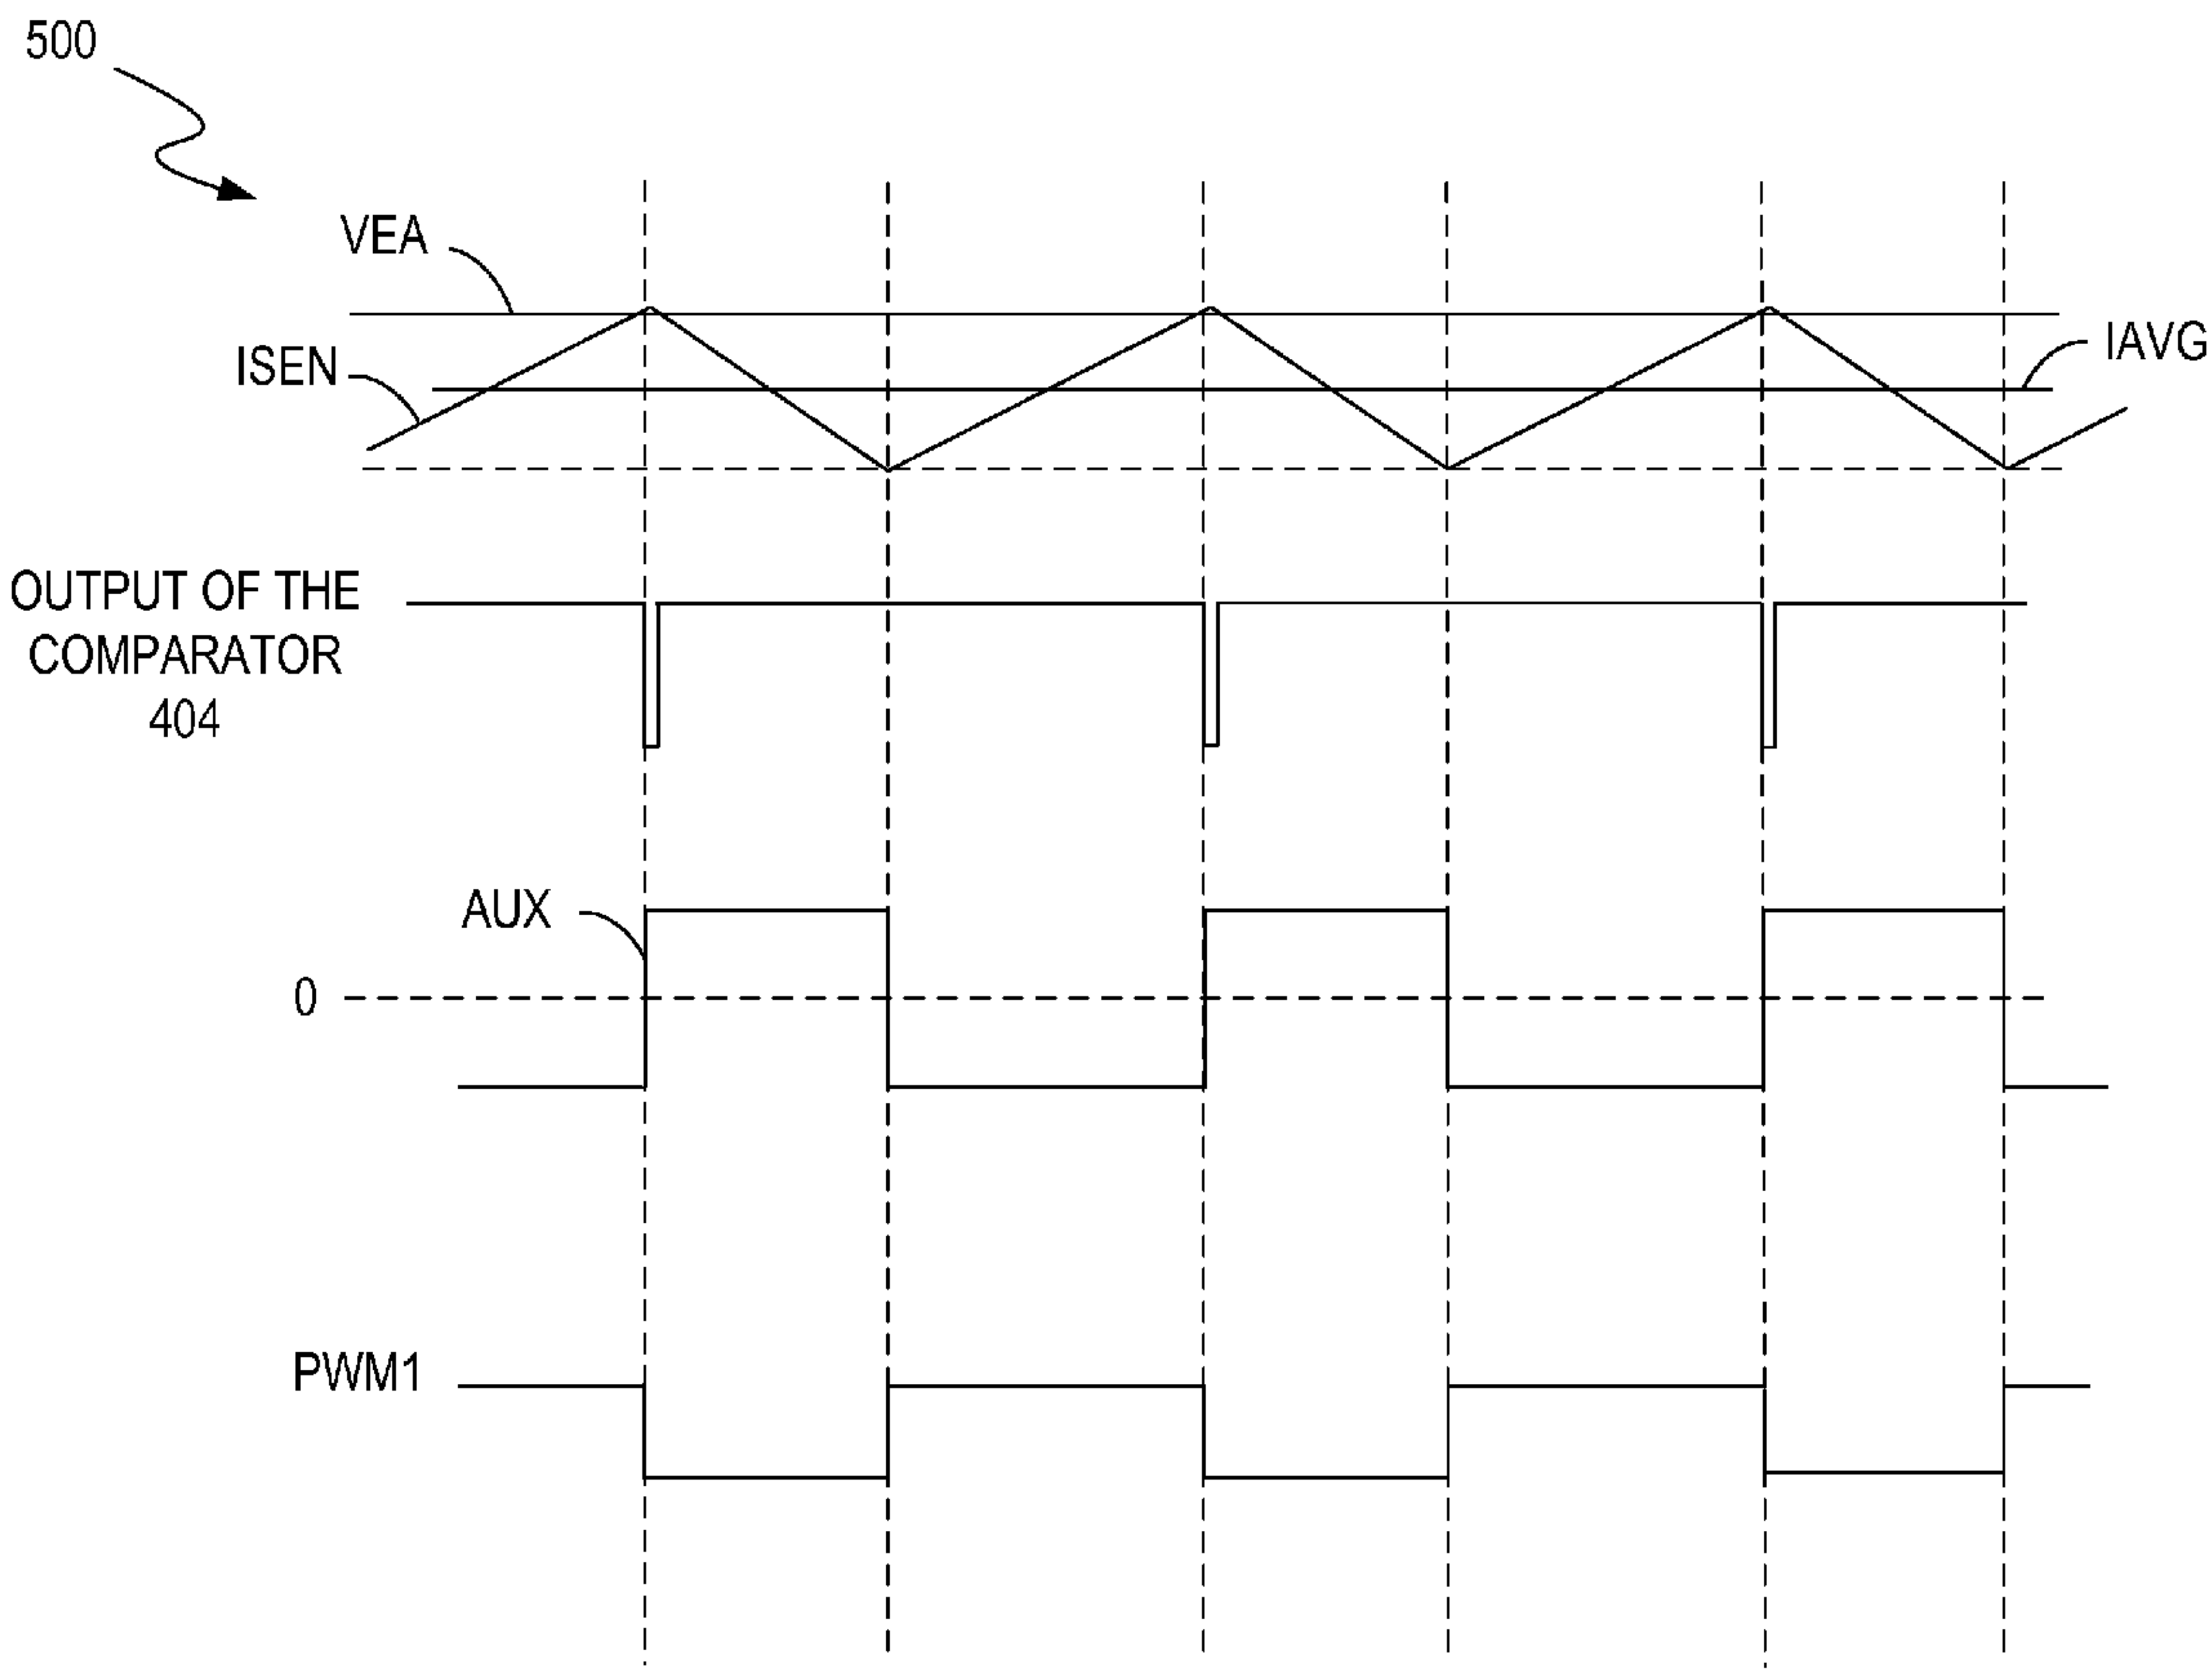 500
VEA
ISEN
IAVG
OUTPUT OF THE
COMPARATOR
404
AUX
0
PWM1